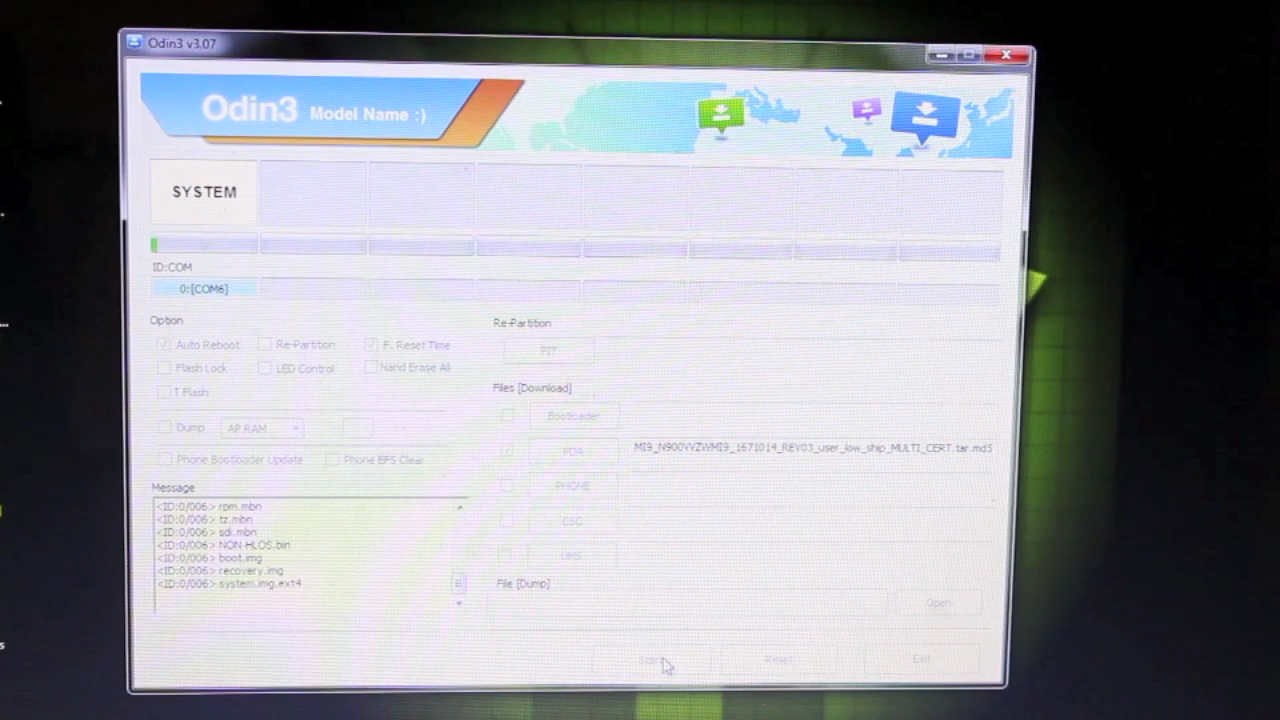 Odin3 v3.07
Odin3 Model Name :)
SYSTEM
ID:COM
0:[COM6]
Option
Auto Reboot Re-Partition F. Reset Time
Flash Lock LED Control Nand Erase All
T Flash
Dump AP RAM
Phone Bootloader Update Phone EFS Clear
Message
<ID:0/006> rpm.mbn
<ID:0/006> tz.mbn
<ID:0/006> sdi.mbn
<ID:0/006> NON-HLOS.bin
<ID:0/006> boot.img
<ID:0/006> recovery.img
<ID:0/006> system.img.ext4
Re-Partition
PIT
Files [Download]
Bootloader
PDA MI9_N900VVZWMI9_1671014_REV03_user_low_ship_MULTI_CERT.tar.md5
PHONE
CSC
UMS
File [Dump]
Open
Start Reset Exit